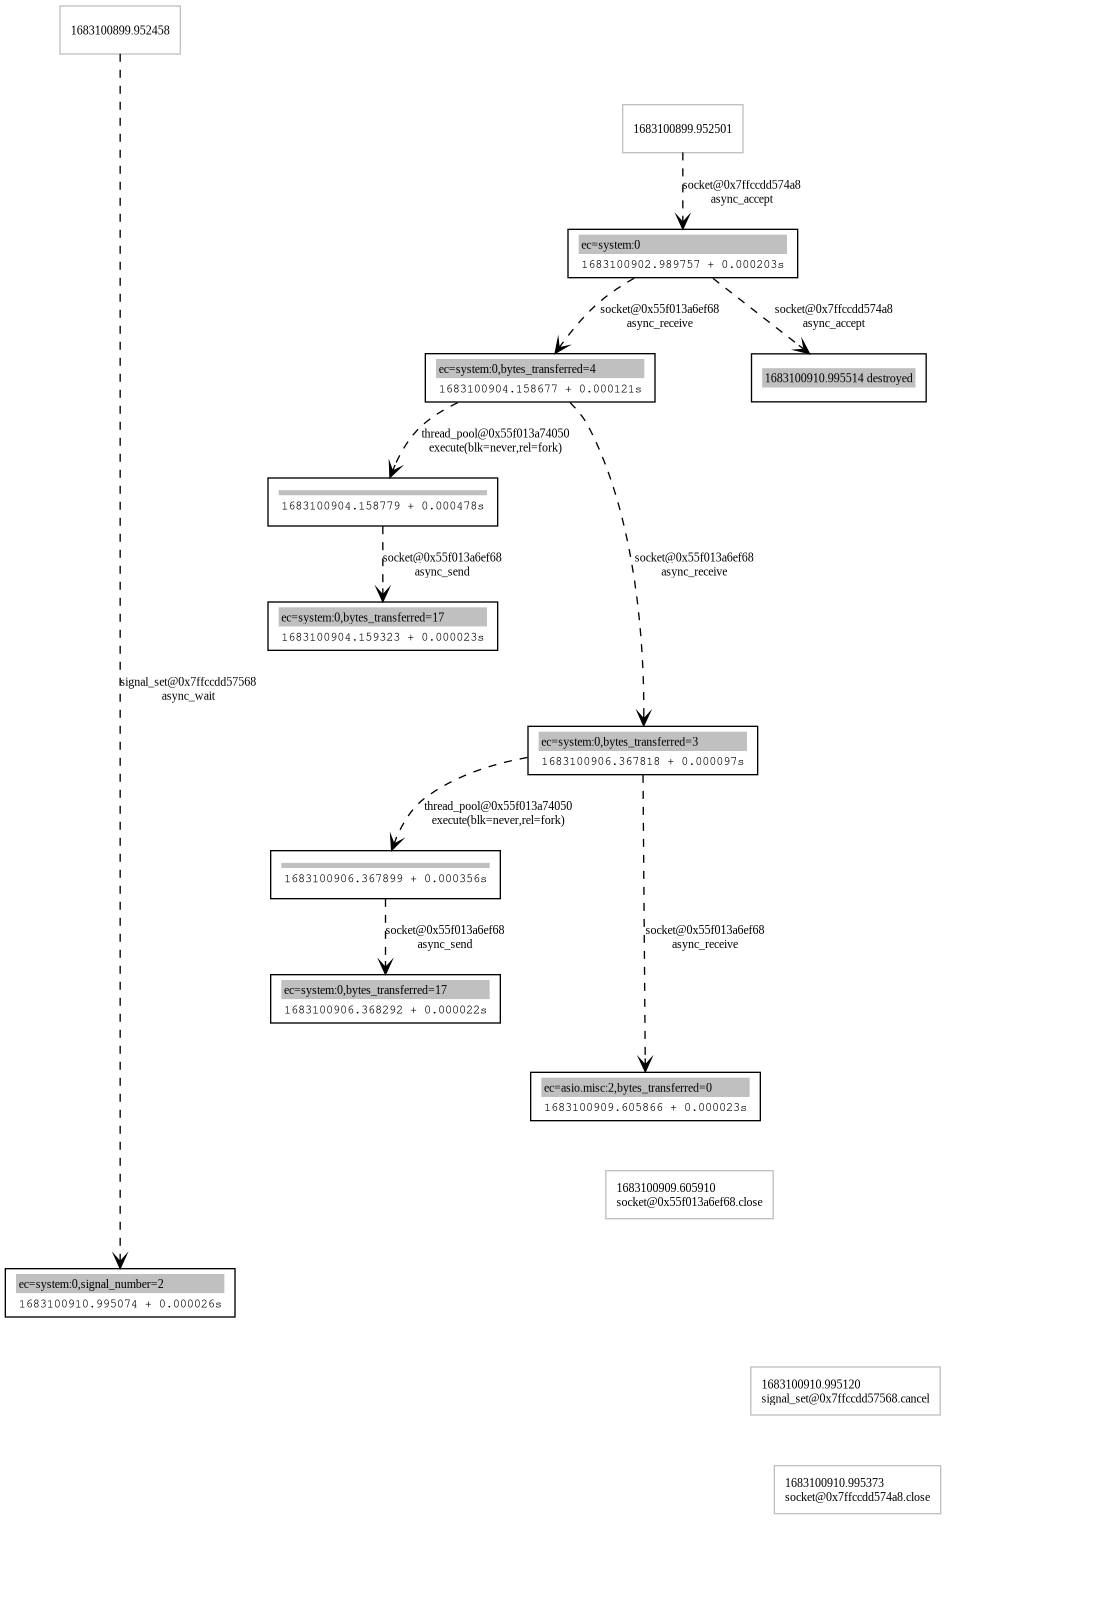 1683100899.952458
1683100899.952501
socket@0x7ffccdd574a8
async_accept
ec=system:0
1683100902.989757 + 0.000203s
socket@0x55f013a6ef68
async_receive
socket@0x7ffccdd574a8
async_accept
ec=system:0,bytes_transferred=4
1683100904.158677 + 0.000121s
1683100910.995514 destroyed
thread_pool@0x55f013a74050
execute(blk=never,rel=fork)
1683100904.158779 + 0.000478s
socket@0x55f013a6ef68
async_send
socket@0x55f013a6ef68
async_receive
ec=system:0,bytes_transferred=17
1683100904.159323 + 0.000023s
signal_set@0x7ffccdd57568
async_wait
ec=system:0,bytes_transferred=3
1683100906.367818 + 0.000097s
thread_pool@0x55f013a74050
execute(blk=never,rel=fork)
1683100906.367899 + 0.000356s
socket@0x55f013a6ef68
async_send
socket@0x55f013a6ef68
async_receive
ec=system:0,bytes_transferred=17
1683100906.368292 + 0.000022s
ec=asio.misc:2,bytes_transferred=0
1683100909.605866 + 0.000023s
1683100909.605910
socket@0x55f013a6ef68.close
ec=system:0,signal_number=2
1683100910.995074 + 0.000026s
1683100910.995120
signal_set@0x7ffccdd57568.cancel
1683100910.995373
socket@0x7ffccdd574a8.close